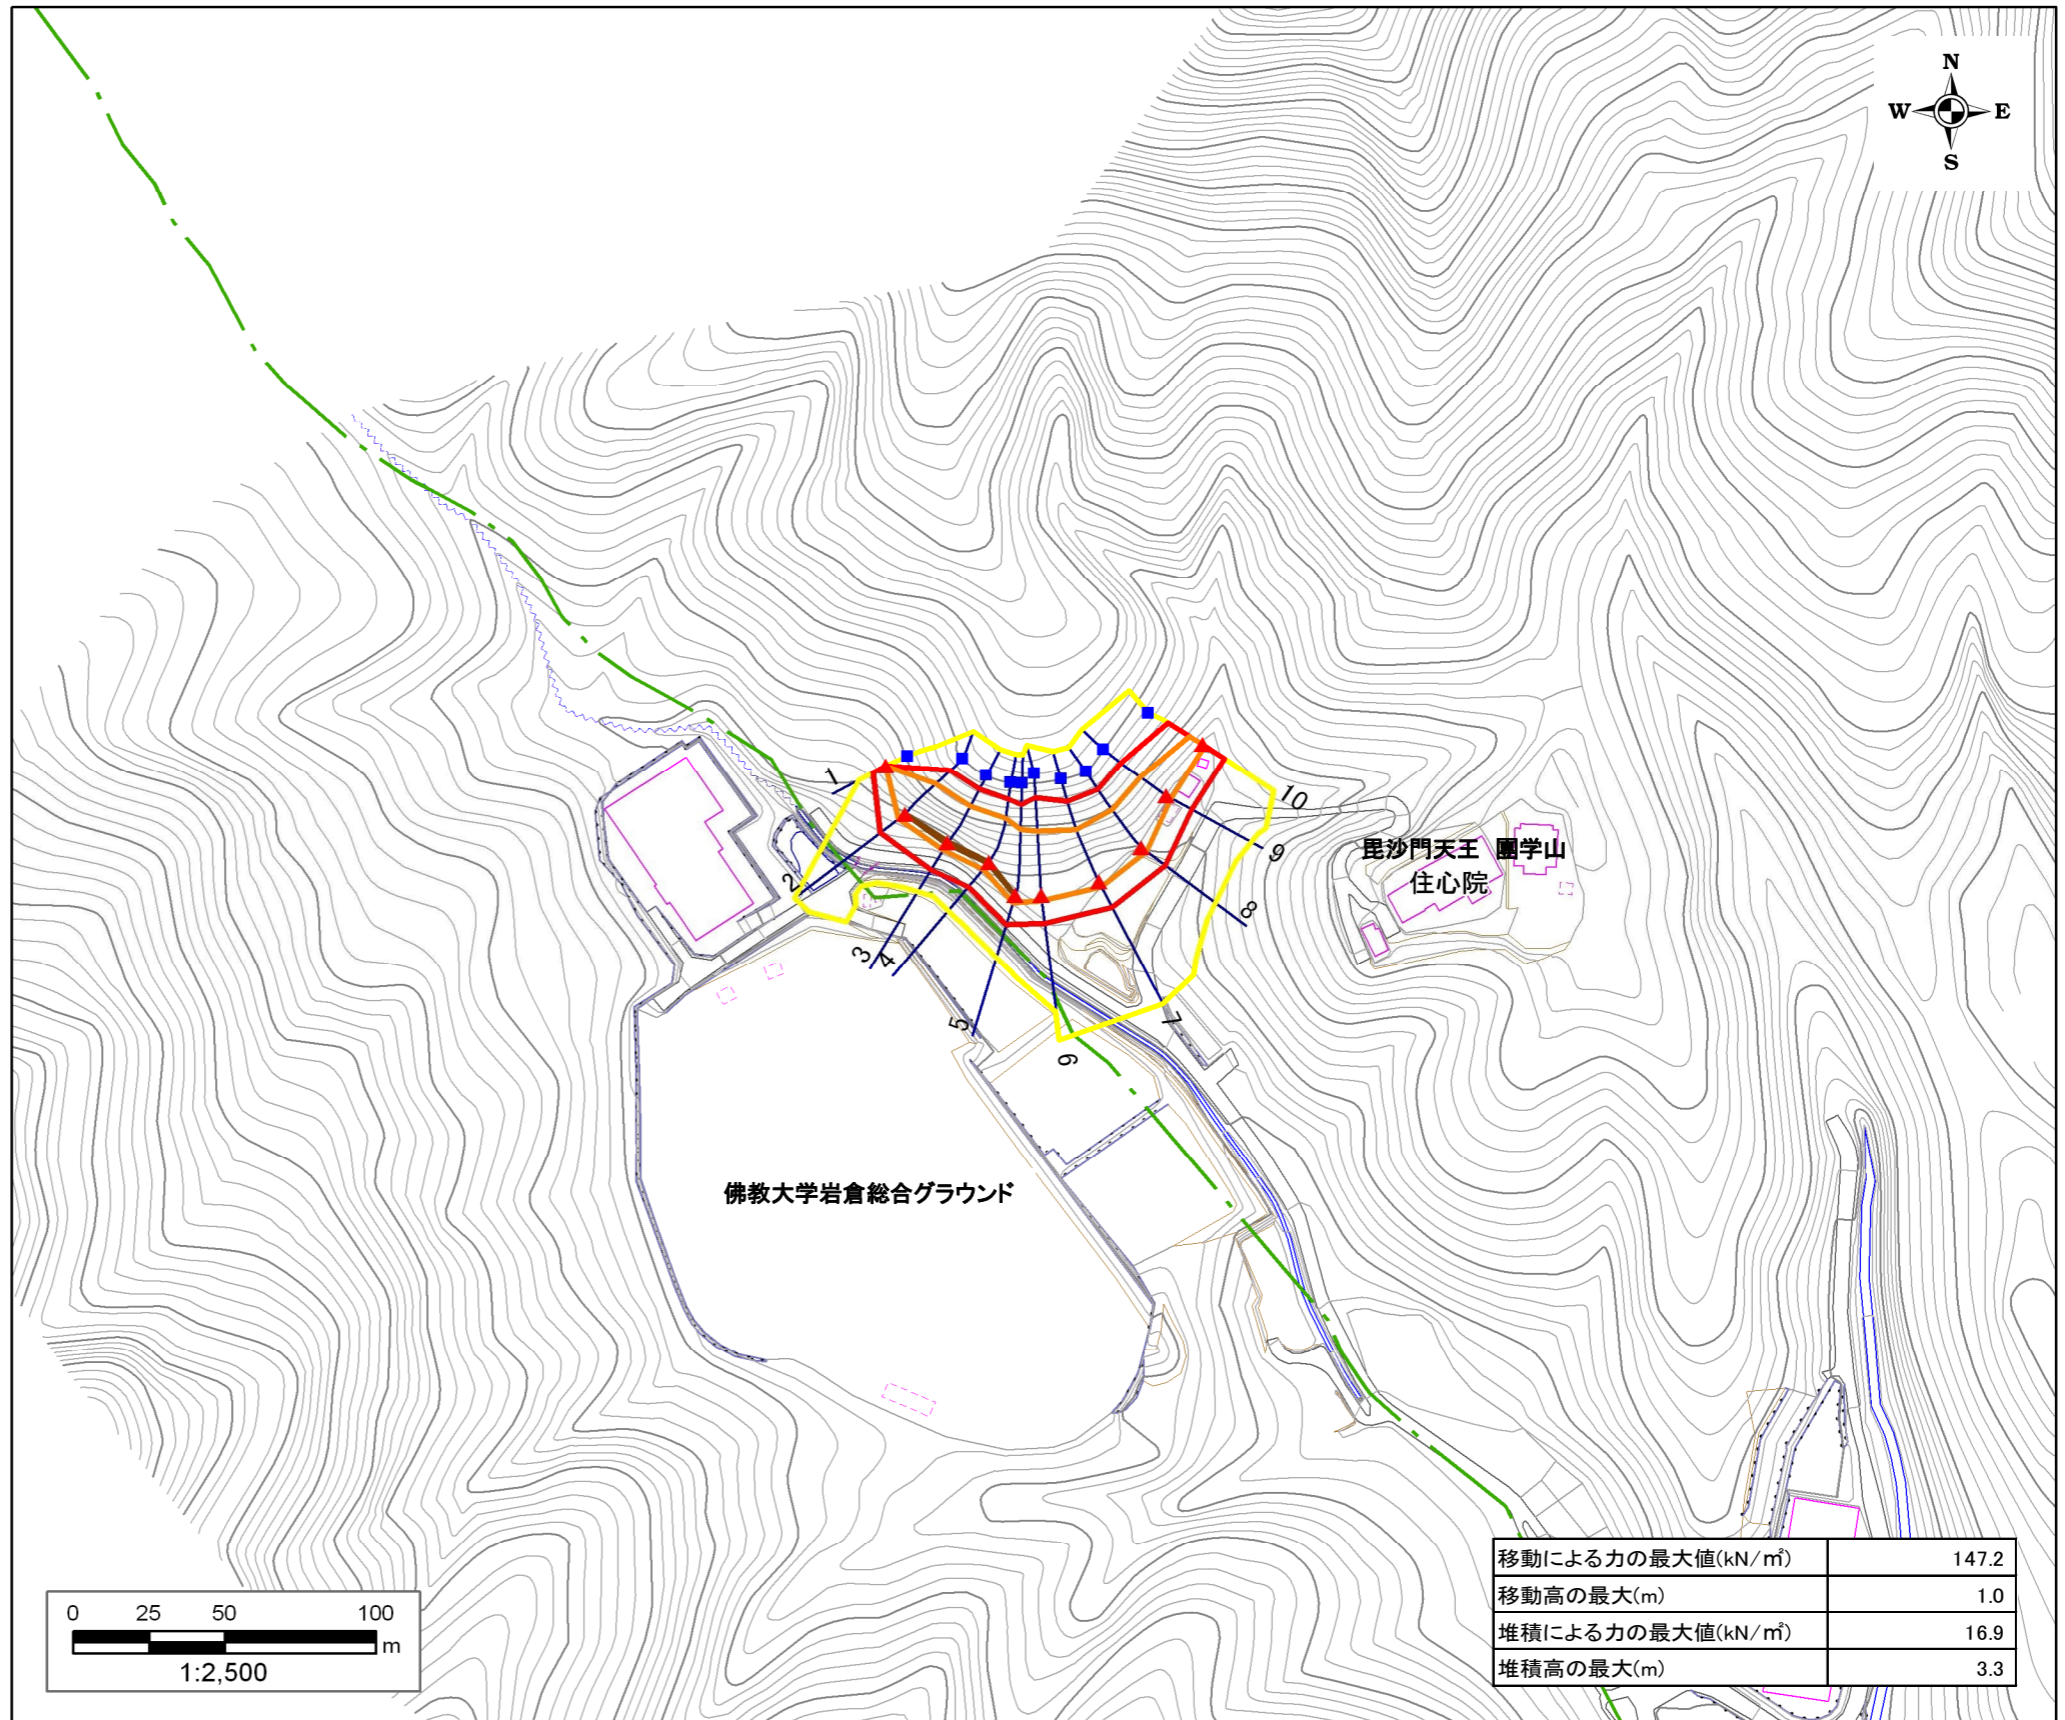 N
W E
S
1
2
3
4
5
6
7
8
9
10
毘沙門天王 團学山
住心院
佛教大学岩倉総合グラウンド
0 25 50 100
m
1:2,500
移動による力の最大値(kN/㎡) 147.2
移動高の最大(m) 1.0
堆積による力の最大値(kN/㎡) 16.9
堆積高の最大(m) 3.3